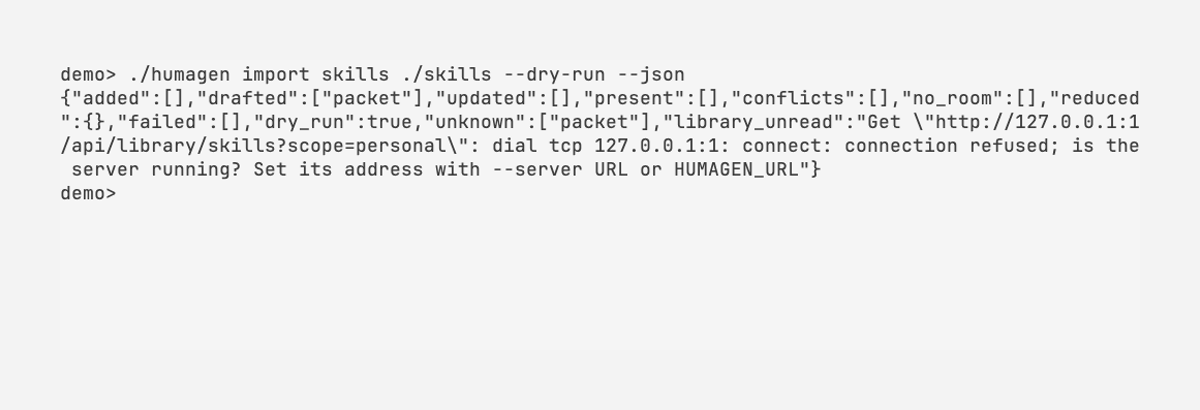 demo> ./humagen import skills ./skills --dry-run --json
{"added":[],"drafted":["packet"],"updated":[],"present":[],"conflicts":[],"no_room":[],"reduced
":{},"failed":[],"dry_run":true,"unknown":["packet"],"library_unread":"Get \"http://127.0.0.1:1
/api/library/skills?scope=personal\": dial tcp 127.0.0.1:1: connect: connection refused; is the
 server running? Set its address with --server URL or HUMAGEN_URL"}
demo>